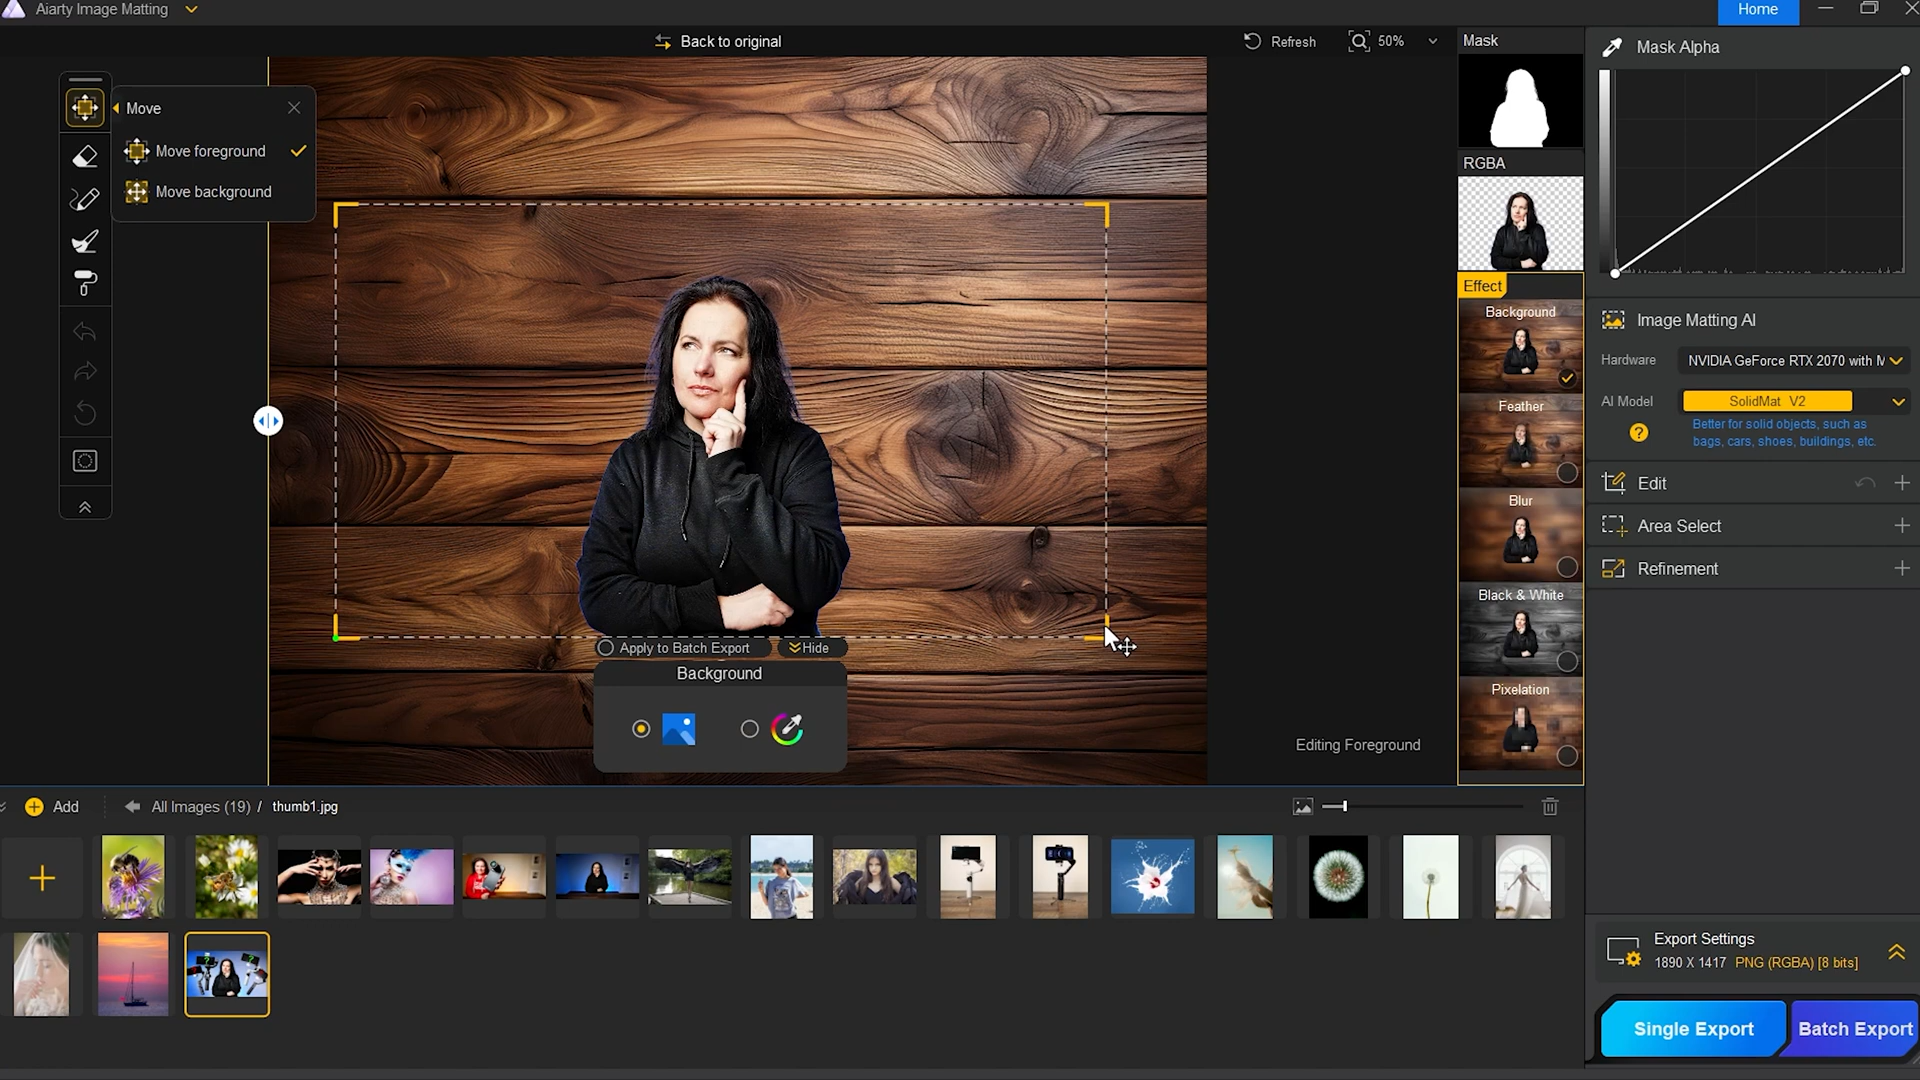 Aiarty Image Matting
Home
Back to original
Refresh
50%
Move
Move foreground
Move background
Mask
RGBA
Effect
Background
Feather
Blur
Black & White
Pixelation
Mask Alpha
Image Matting AI
Hardware
NVIDIA GeForce RTX 2070 with M
AI Model
SolidMat V2
?
Better for solid objects, such as
bags, cars, shoes, buildings, etc.
Edit
Area Select
Refinement
Apply to Batch Export
Hide
Background
Editing Foreground
Add
All Images (19) / thumb1.jpg
Export Settings
1890 X 1417 PNG (RGBA) [8 bits]
Single Export
Batch Export